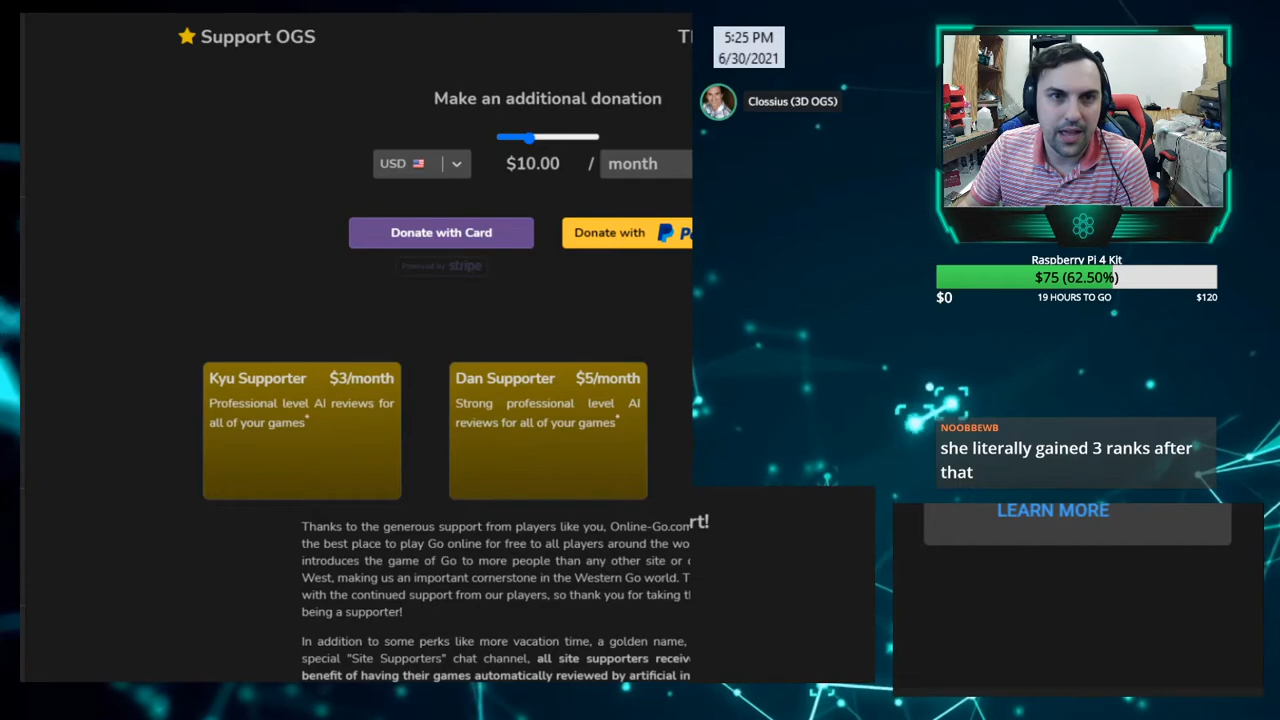 Support OGS
Make an additional donation
USD
$10.00 / month
Donate with Card
Donate with
Powered by stripe
Kyu Supporter $3/month
Professional level AI reviews for
all of your games*
Dan Supporter $5/month
Strong professional level AI
reviews for all of your games*
Thanks to the generous support from players like you, Online-Go.com
the best place to play Go online for free to all players around the wo
introduces the game of Go to more people than any other site or
West, making us an important cornerstone in the Western Go world. T
with the continued support from our players, so thank you for taking t
being a supporter!
In addition to some perks like more vacation time, a golden name,
special "Site Supporters" chat channel, all site supporters receiv
benefit of having their games automatically reviewed by artificial in
rt!
5:25 PM
6/30/2021
Clossius (3D OGS)
Raspberry Pi 4 Kit
$75 (62.50%)
$0 19 HOURS TO GO $120
NOOBBEWB
she literally gained 3 ranks after
that
LEARN MORE